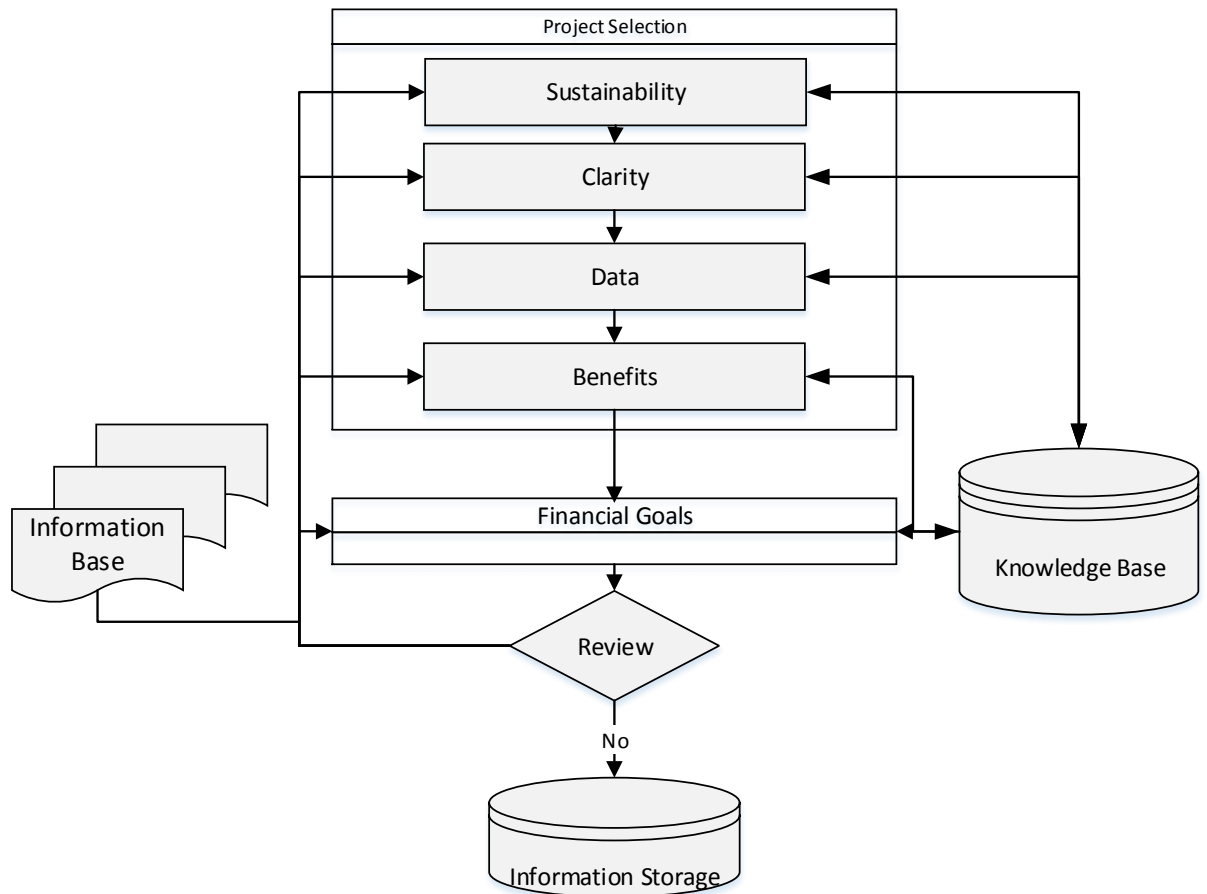 Project Selection
Sustainability
Clarity
Data
Benefits
Information
Base
Financial Goals
Knowledge Base
Review
No
Information Storage